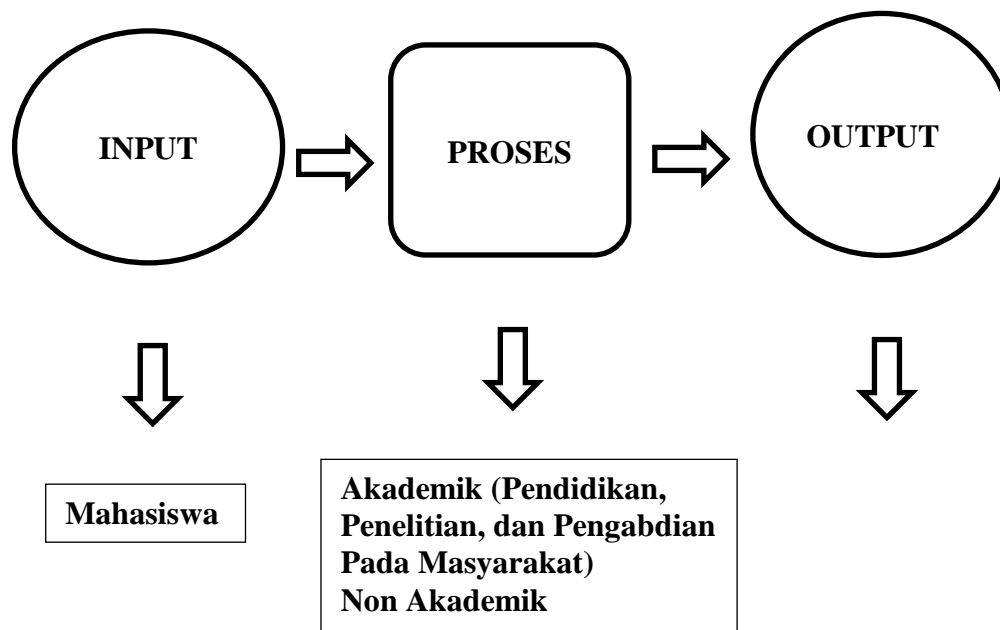 INPUT
PROSES
OUTPUT
Mahasiswa
Akademik (Pendidikan,
Penelitian, dan Pengabdian
Pada Masyarakat)
Non Akademik